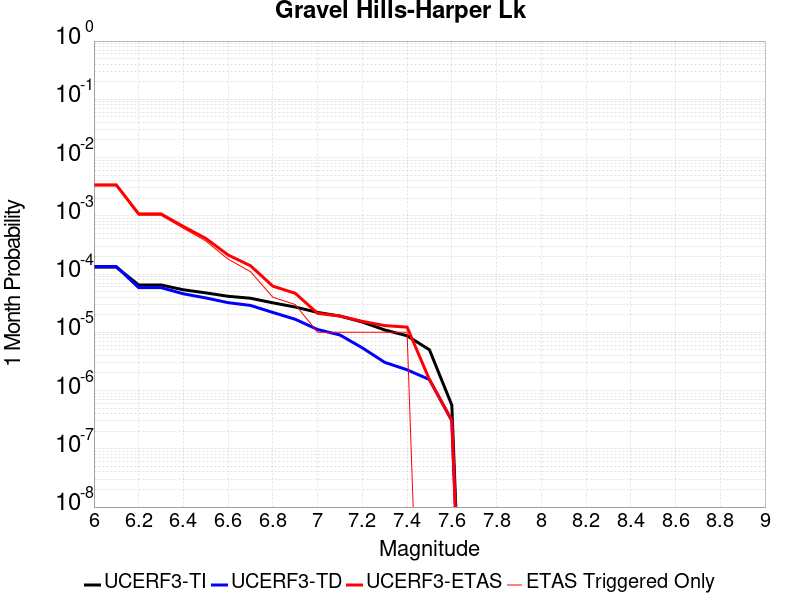 Gravel Hills-Harper Lk
10^0
10^-1
10^-2
10^-3
10^-4
10^-5
10^-6
10^-7
10^-8
1 Month Probability
6 6.2 6.4 6.6 6.8 7 7.2 7.4 7.6 7.8 8 8.2 8.4 8.6 8.8 9
Magnitude
UCERF3-TI UCERF3-TD UCERF3-ETAS ETAS Triggered Only